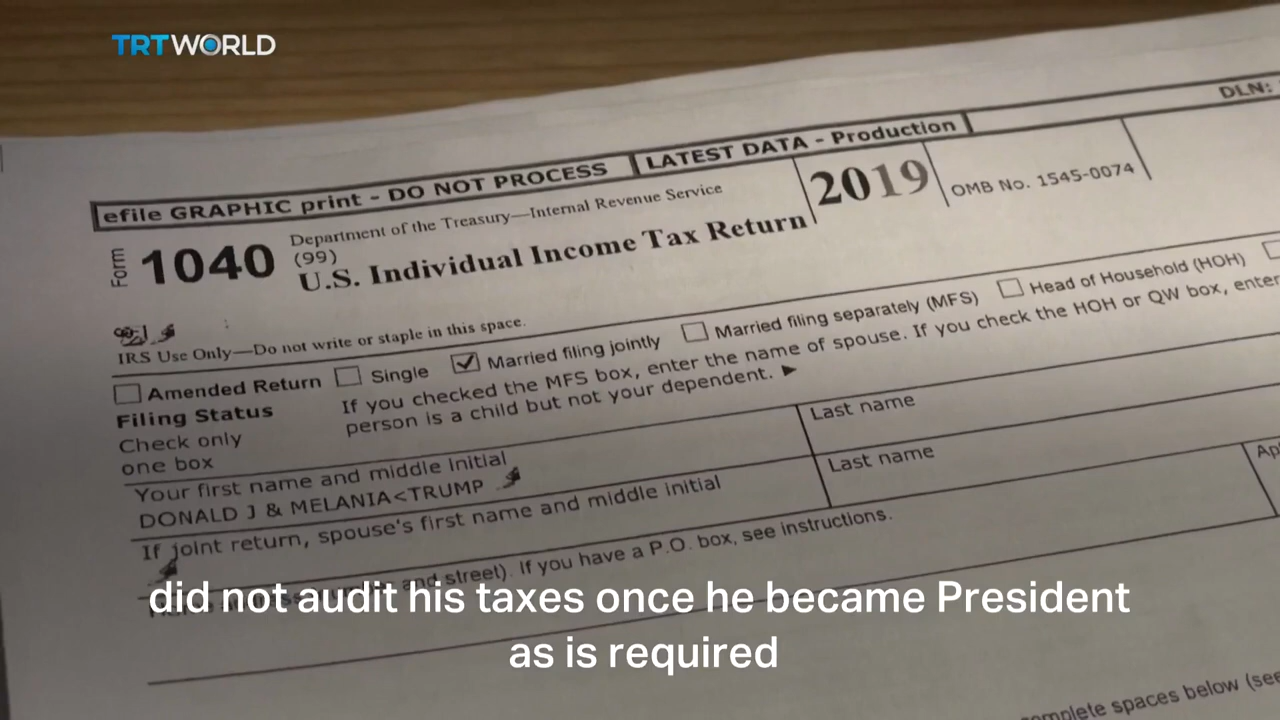 TRT WORLD
DLN:
efile GRAPHIC print - DO NOT PROCESS
LATEST DATA - Production
Form 1040
Department of the Treasury—Internal Revenue Service
(99)
U.S. Individual Income Tax Return
2019
OMB No. 1545-0074
IRS Use Only—Do not write or staple in this space.
Amended Return
Single
Married filing jointly
Married filing separately (MFS)
Head of Household (HOH)
Filing Status
Check only
one box
If you checked the MFS box, enter the name of spouse. If you check the HOH or QW box, enter
person is a child but not your dependent. ►
Your first name and middle initial
Last name
DONALD J & MELANIA<TRUMP
If joint return, spouse's first name and middle initial
Last name
and street). If you have a P.O. box, see instructions.
Ap
did not audit his taxes once he became President
as is required
complete spaces below (see